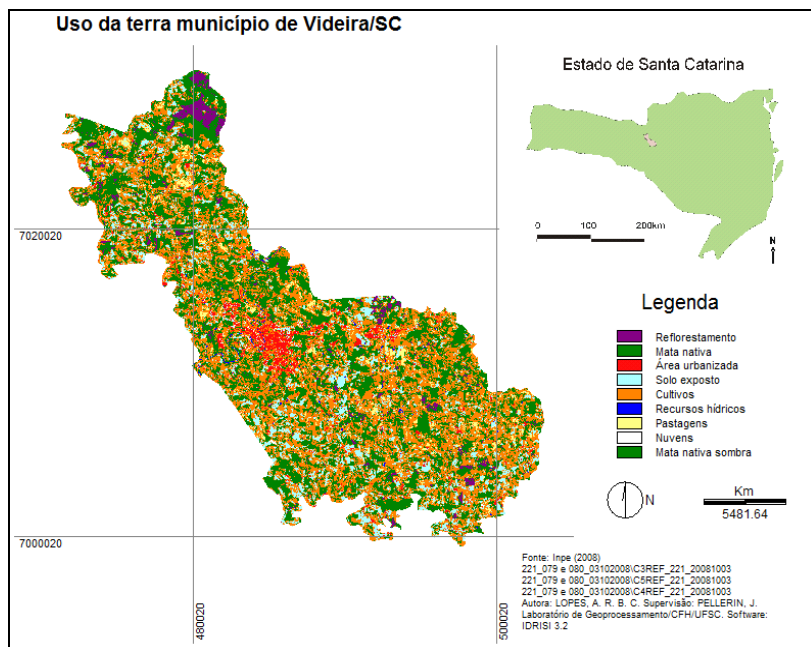 Uso da terra município de Videira/SC
Estado de Santa Catarina
0 100 200km
N
7020020
Legenda
Reflorestamento
Mata nativa
Área urbanizada
Solo exposto
Cultivos
Recursos hídricos
Pastagens
Nuvens
Mata nativa sombra
N
Km
5481.64
7000020
480020
500020
Fonte: Inpe (2008)
221_079 e 080_03102008\C3REF_221_20081003
221_079 e 080_03102008\C5REF_221_20081003
221_079 e 080_03102008\C4REF_221_20081003
Autora: LOPES, A. R. B. C. Supervisão: PELLERIN, J.
Laboratório de Geoprocessamento/CFH/UFSC. Software:
IDRISI 3.2